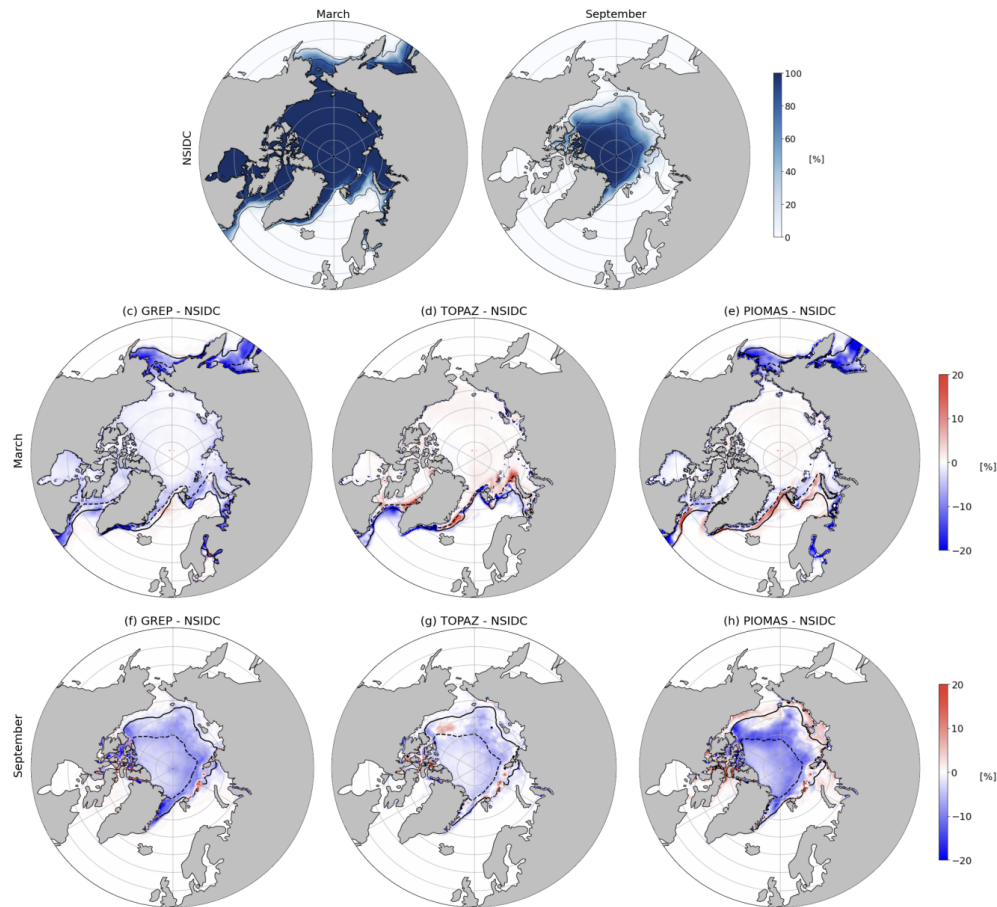 March
September
NSIDC
100
80
60
40
20
0
[%]
(c) GREP - NSIDC
(d) TOPAZ - NSIDC
(e) PIOMAS - NSIDC
March
20
10
0
−10
−20
[%]
(f) GREP - NSIDC
(g) TOPAZ - NSIDC
(h) PIOMAS - NSIDC
September
20
10
0
−10
−20
[%]